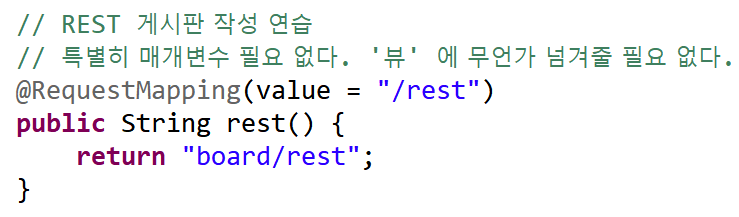 // REST 게시판 작성 연습
// 특별히 매개변수 필요 없다. '뷰' 에 무언가 넘겨줄 필요 없다.
@RequestMapping(value = "/rest")
public String rest() {
    return "board/rest";
}